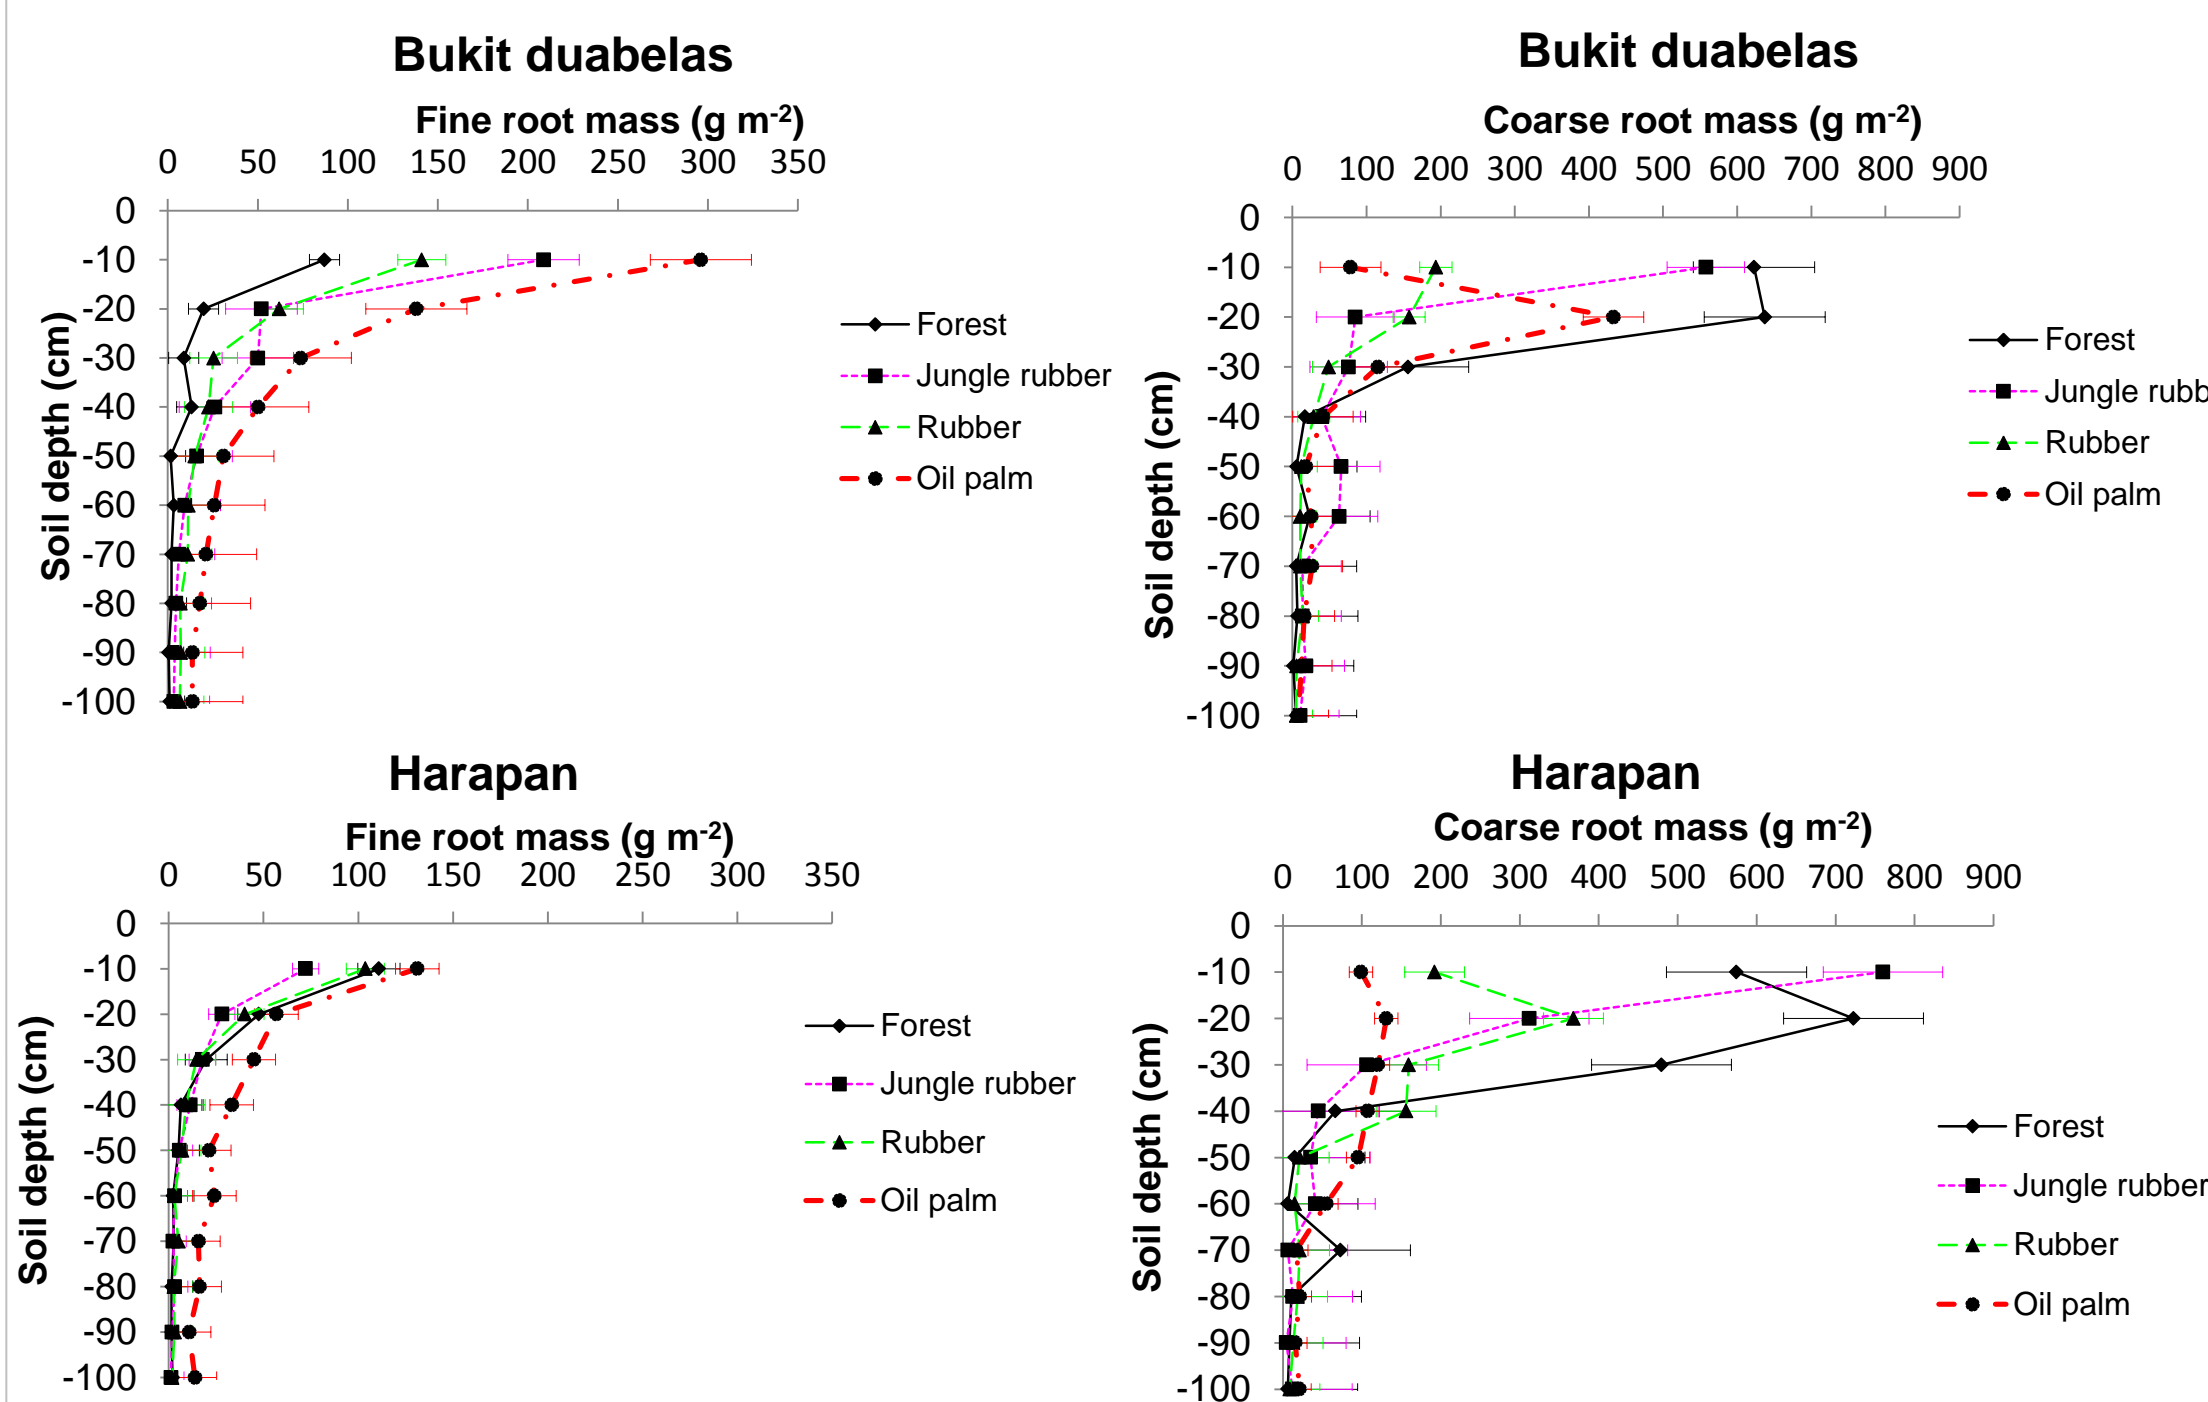 Bukit duabelas
Fine root mass (g m-2)
0 50 100 150 200 250 300 350
0
-10
-20
-30
-40
-50
-60
-70
-80
-90
-100
Soil depth (cm)
Forest
Jungle rubber
Rubber
Oil palm
Bukit duabelas
Coarse root mass (g m-2)
0 100 200 300 400 500 600 700 800 900
0
-10
-20
-30
-40
-50
-60
-70
-80
-90
-100
Soil depth (cm)
Forest
Jungle rubb
Rubber
Oil palm
Harapan
Fine root mass (g m-2)
0 50 100 150 200 250 300 350
0
-10
-20
-30
-40
-50
-60
-70
-80
-90
-100
Soil depth (cm)
Forest
Jungle rubber
Rubber
Oil palm
Harapan
Coarse root mass (g m-2)
0 100 200 300 400 500 600 700 800 900
0
-10
-20
-30
-40
-50
-60
-70
-80
-90
-100
Soil depth (cm)
Forest
Jungle rubber
Rubber
Oil palm